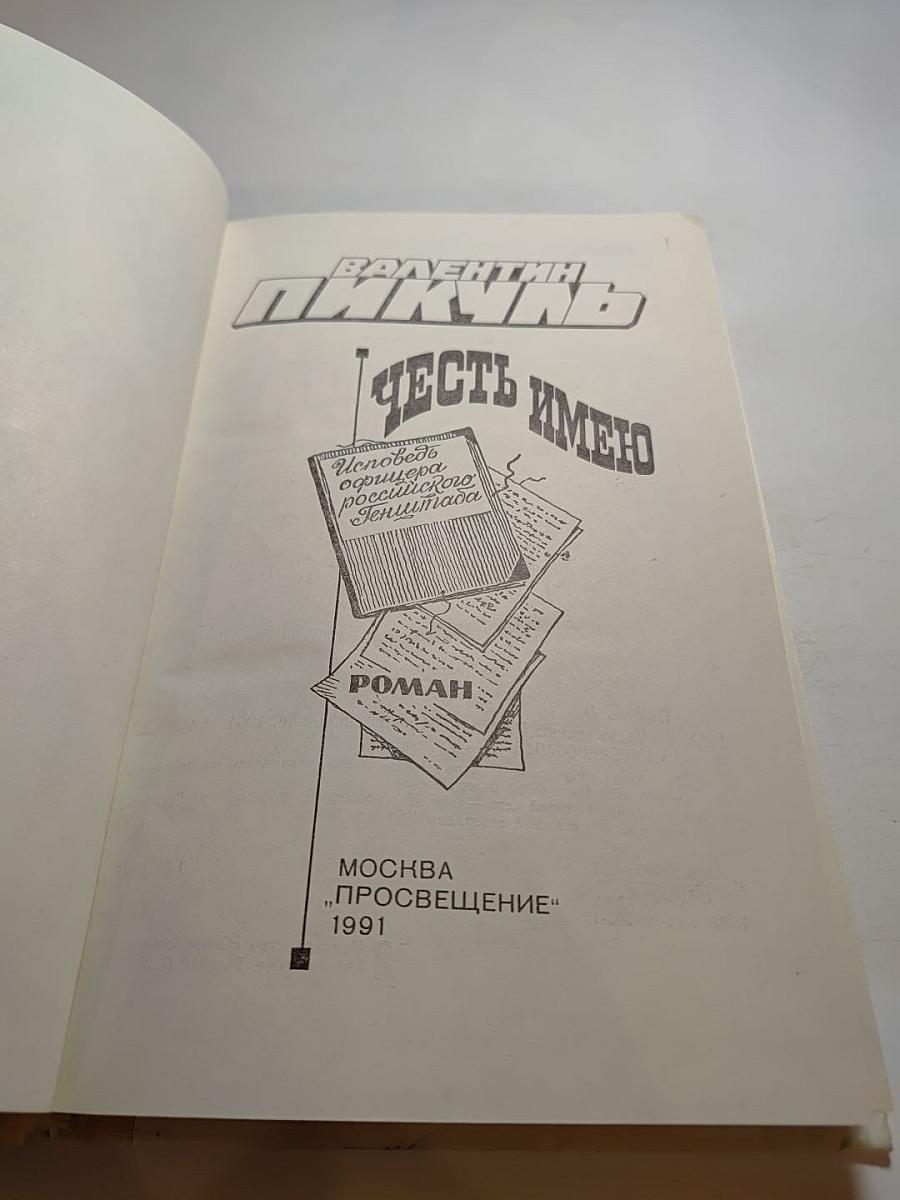 ВАЛЕНТИН
ПИКУЛЬ
ЧЕСТЬ ИМЕЮ
Исповедь
офицера
российского
Генштаба
РОМАН
МОСКВА
„ПРОСВЕЩЕНИЕ“
1991